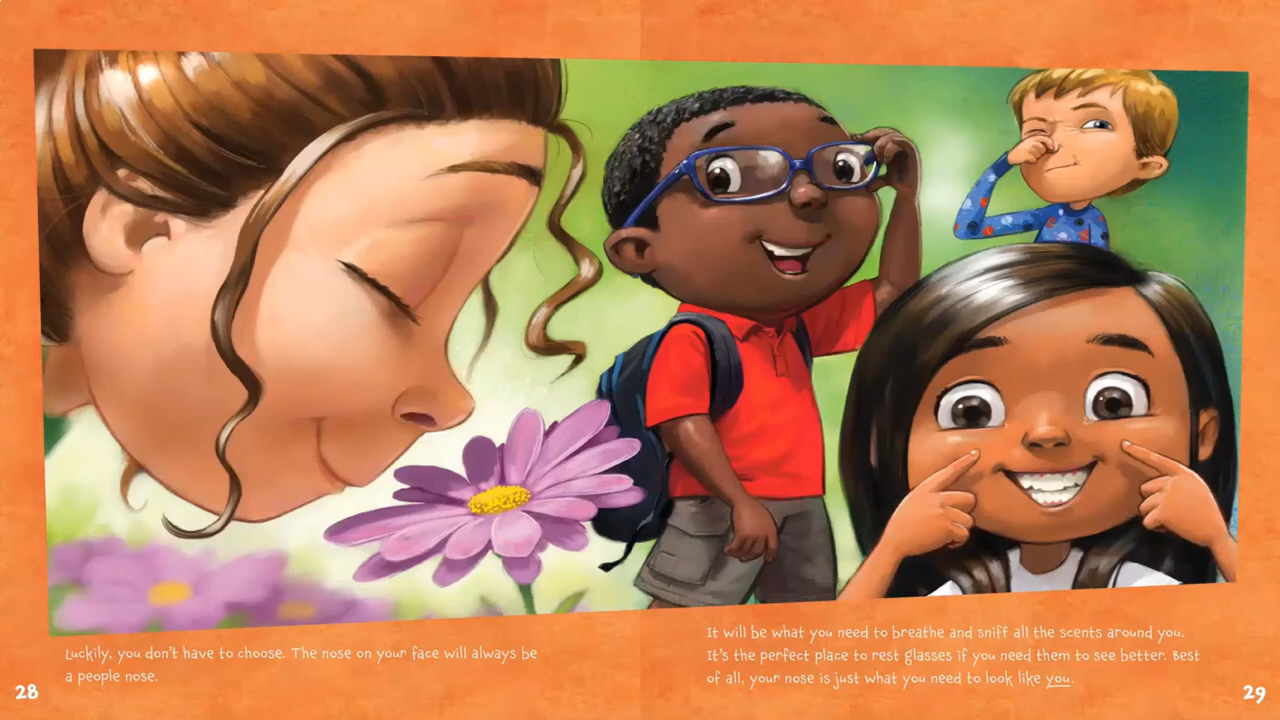 Luckily, you don't have to choose. The nose on your face will always be
a people nose.
28
It will be what you need to breathe and sniff all the scents around you.
It's the perfect place to rest glasses if you need them to see better. Best
of all, your nose is just what you need to look like you.
29